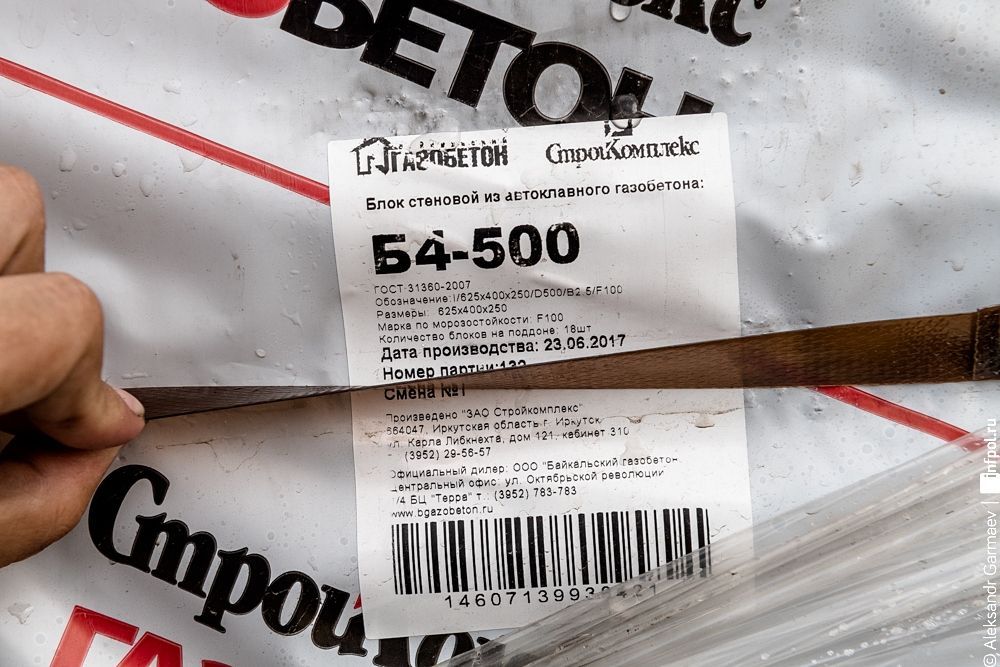 БЕТОН
ГАЗОБЕТОН
СтройКомплекс
Блок стеновой из автоклавного газобетона:
Б4-500
ГОСТ 31360-2007
Обозначение:I/625х400х250/D500/B2.5/F100
Размеры: 625х400х250
Марка по морозостойкости: F100
Количество блоков на поддоне: 18шт
Дата производства: 23.06.2017
Номер партии:
Смена №1
Произведено "ЗАО Стройкомплекс"
664047, Иркутская область г. Иркутск,
ул. Карла Либкнехта, дом 121, кабинет 310
(3952) 29-56-57
Официальный дилер: ООО "Байкальский газобетон"
Центральный офис: ул. Октябрьской революции
1/4 БЦ "Терра" т.: (3952) 783-783
www.bgazobeton.ru
Строй
© Aleksandr Garmaev | infpol.ru